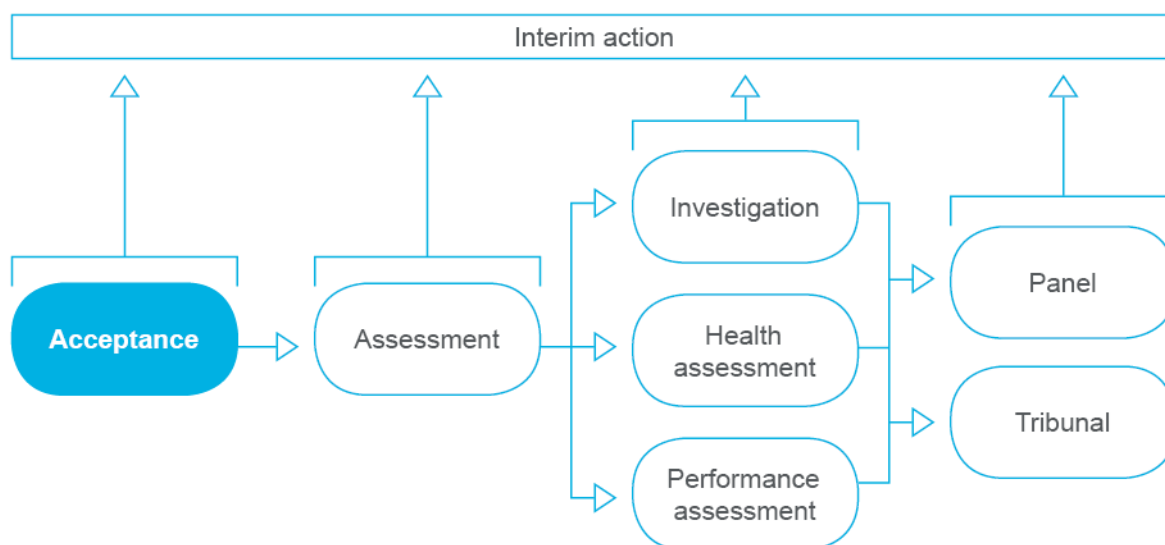 Interim action
Acceptance
Assessment
Investigation
Health
assessment
Performance
assessment
Panel
Tribunal